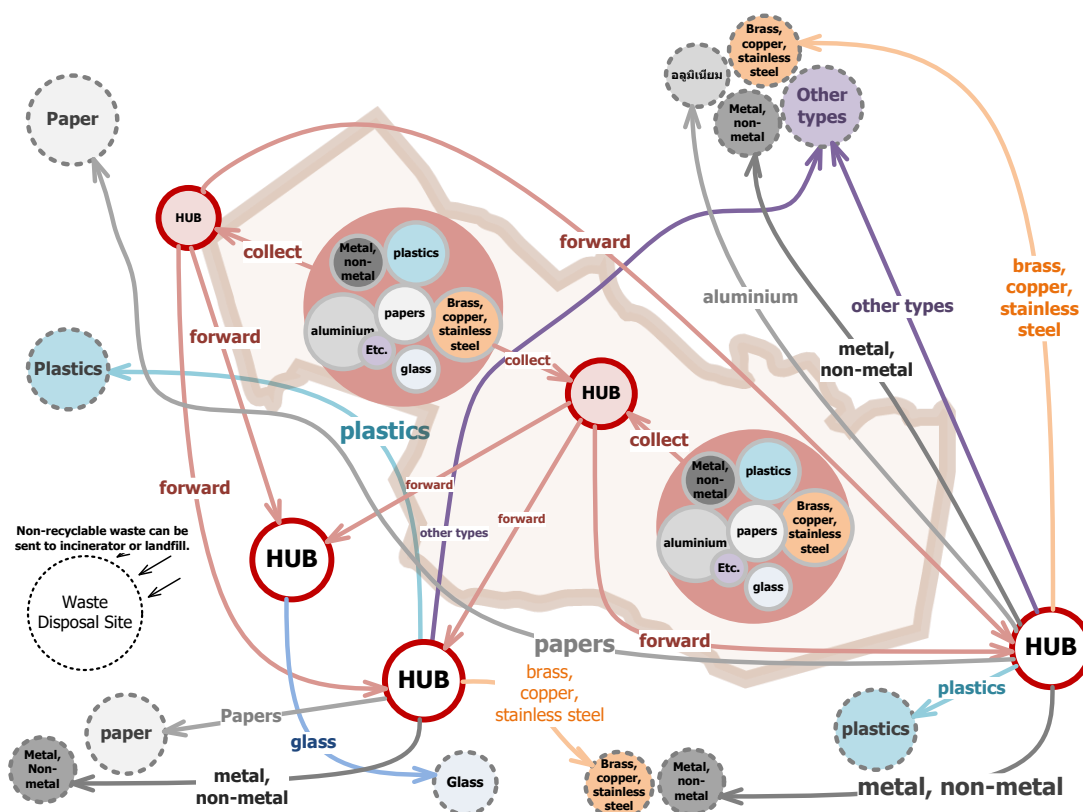 Brass,
copper,
stainless
steel
อลูมิเนียม
Other
types
Metal,
non-
metal
Paper
HUB
forward
collect
Metal,
non-
metal
plastics
papers
aluminium
Brass,
copper,
stainless
steel
Etc.
glass
brass,
copper,
stainless
steel
aluminium
other types
forward
metal,
non-metal
collect
Plastics
HUB
plastics
collect
Metal,
non-
metal
plastics
papers
aluminium
Brass,
copper,
stainless
steel
Etc.
glass
forward
forward
forward
other types
Non-recyclable waste can be
sent to incinerator or landfill.
HUB
Waste
Disposal Site
papers
forward
HUB
HUB
brass,
copper,
stainless steel
plastics
Papers
paper
plastics
glass
Metal,
Non-
metal
metal,
non-metal
Glass
Brass,
copper,
stainless
steel
Metal,
non-
metal
metal, non-metal